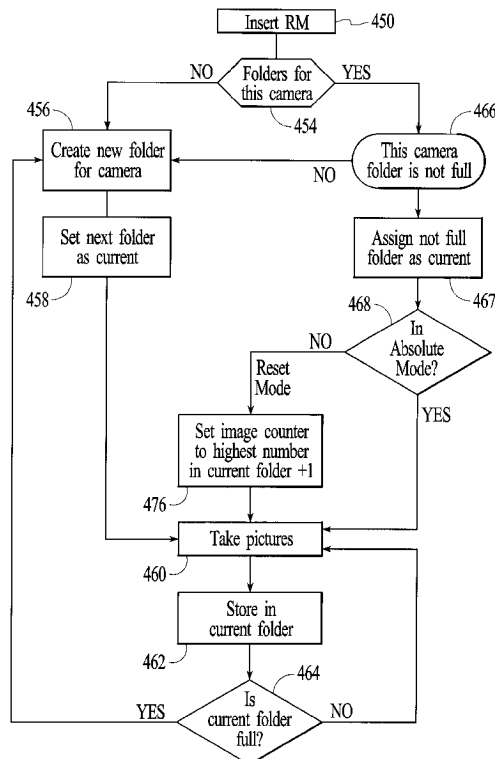 Insert RM
450
NO
Folders for
this camera
YES
454
456
Create new folder
for camera
466
This camera
folder is not full
NO
Set next folder
as current
458
Assign not full
folder as current
467
468
In
Absolute
Mode?
NO
Reset
Mode
YES
Set image counter
to highest number
in current folder +1
476
Take pictures
460
Store in
current folder
462
464
Is
current folder
full?
YES
NO